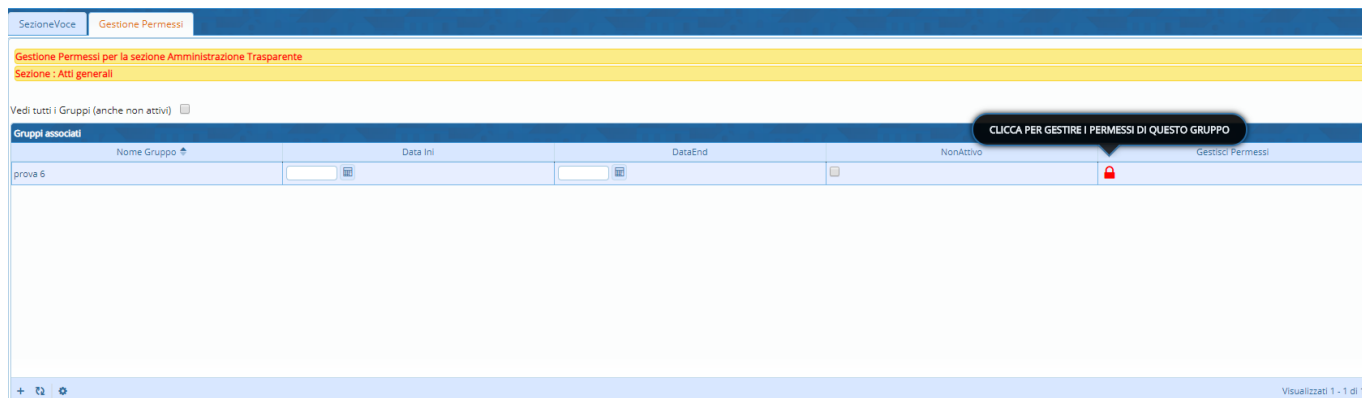 SezioneVoce Gestione Permessi
Gestione Permessi per la sezione Amministrazione Trasparente
Sezione : Atti generali
Vedi tutti i Gruppi (anche non attivi)
Gruppi associati
CLICCA PER GESTIRE I PERMESSI DI QUESTO GRUPPO
Nome Gruppo Data Ini DataEnd NonAttivo Gestisci Permessi
prova 6
Visualizzati 1 - 1 di